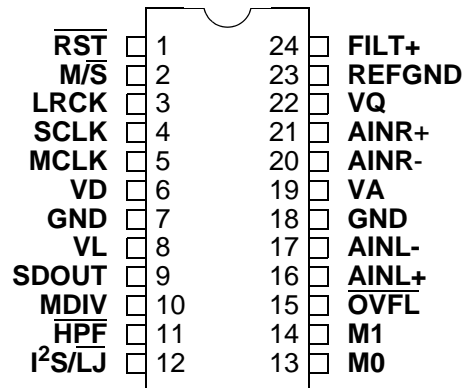 RST 1 24 FILT+
M/S 2 23 REFGND
LRCK 3 22 VQ
SCLK 4 21 AINR+
MCLK 5 20 AINR-
VD 6 19 VA
GND 7 18 GND
VL 8 17 AINL-
SDOUT 9 16 AINL+
MDIV 10 15 OVFL
HPF 11 14 M1
I²S/LJ 12 13 M0